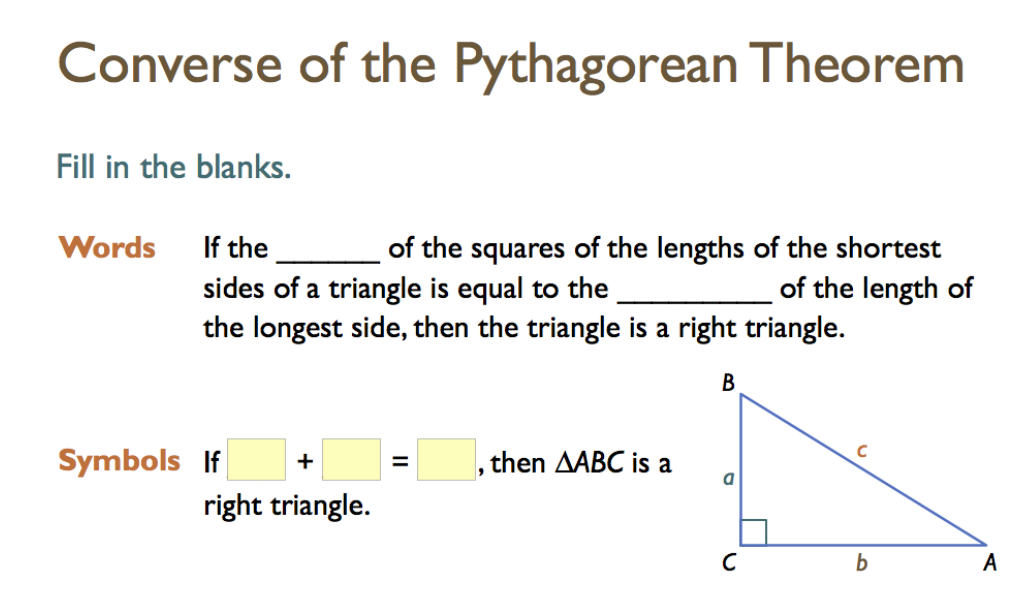 Converse of the Pythagorean Theorem
Fill in the blanks.
Words If the ______ of the squares of the lengths of the shortest
sides of a triangle is equal to the _________ of the length of
the longest side, then the triangle is a right triangle.
B
Symbols If + = , then ΔABC is a
right triangle.
c
a
C b A